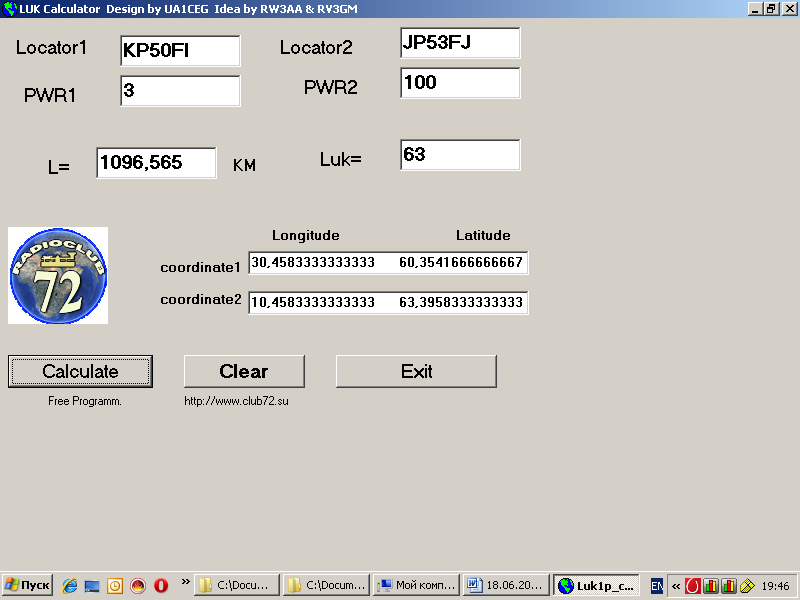 LUK Calculator Design by UA1CEG Idea by RW3AA & RV3GM
Locator1 KP50FI Locator2 JP53FJ
PWR1 3 PWR2 100
L= 1096,565 KM Luk= 63
RADIOCLUB
72
Longitude Latitude
coordinate1 30,4583333333333 60,3541666666667
coordinate2 10,4583333333333 63,3958333333333
Calculate Clear Exit
Free Programm. http://www.club72.su
Пуск » C:\Docu... C:\Docum... Мой комп... 18.06.20... Luk1p_c... EN « 19:46